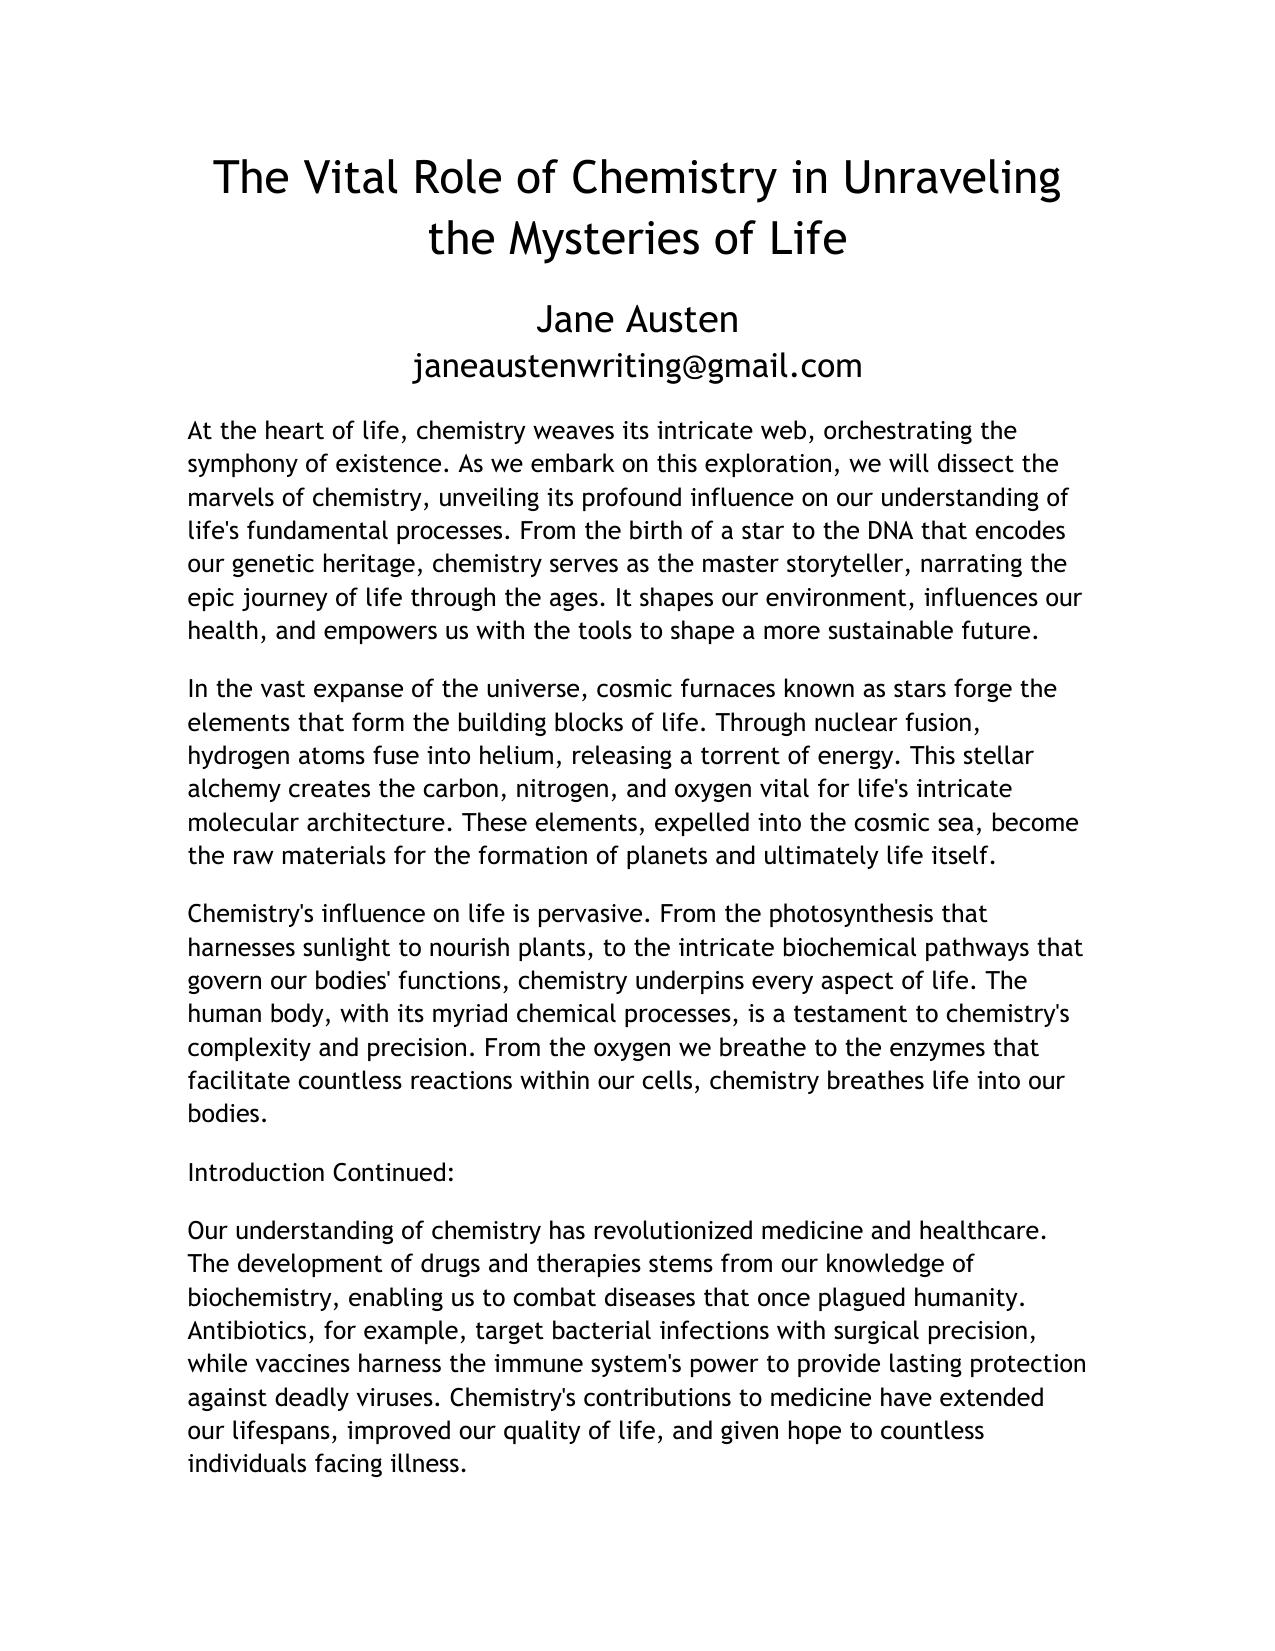 The Vital Role of Chemistry in Unraveling
the Mysteries of Life
Jane Austen
janeaustenwriting@gmail.com
At the heart of life, chemistry weaves its intricate web, orchestrating the
symphony of existence. As we embark on this exploration, we will dissect the
marvels of chemistry, unveiling its profound influence on our understanding of
life's fundamental processes. From the birth of a star to the DNA that encodes
our genetic heritage, chemistry serves as the master storyteller, narrating the
epic journey of life through the ages. It shapes our environment, influences our
health, and empowers us with the tools to shape a more sustainable future.
In the vast expanse of the universe, cosmic furnaces known as stars forge the
elements that form the building blocks of life. Through nuclear fusion,
hydrogen atoms fuse into helium, releasing a torrent of energy. This stellar
alchemy creates the carbon, nitrogen, and oxygen vital for life's intricate
molecular architecture. These elements, expelled into the cosmic sea, become
the raw materials for the formation of planets and ultimately life itself.
Chemistry's influence on life is pervasive. From the photosynthesis that
harnesses sunlight to nourish plants, to the intricate biochemical pathways that
govern our bodies' functions, chemistry underpins every aspect of life. The
human body, with its myriad chemical processes, is a testament to chemistry's
complexity and precision. From the oxygen we breathe to the enzymes that
facilitate countless reactions within our cells, chemistry breathes life into our
bodies.
Introduction Continued:
Our understanding of chemistry has revolutionized medicine and healthcare.
The development of drugs and therapies stems from our knowledge of
biochemistry, enabling us to combat diseases that once plagued humanity.
Antibiotics, for example, target bacterial infections with surgical precision,
while vaccines harness the immune system's power to provide lasting protection
against deadly viruses. Chemistry's contributions to medicine have extended
our lifespans, improved our quality of life, and given hope to countless
individuals facing illness.